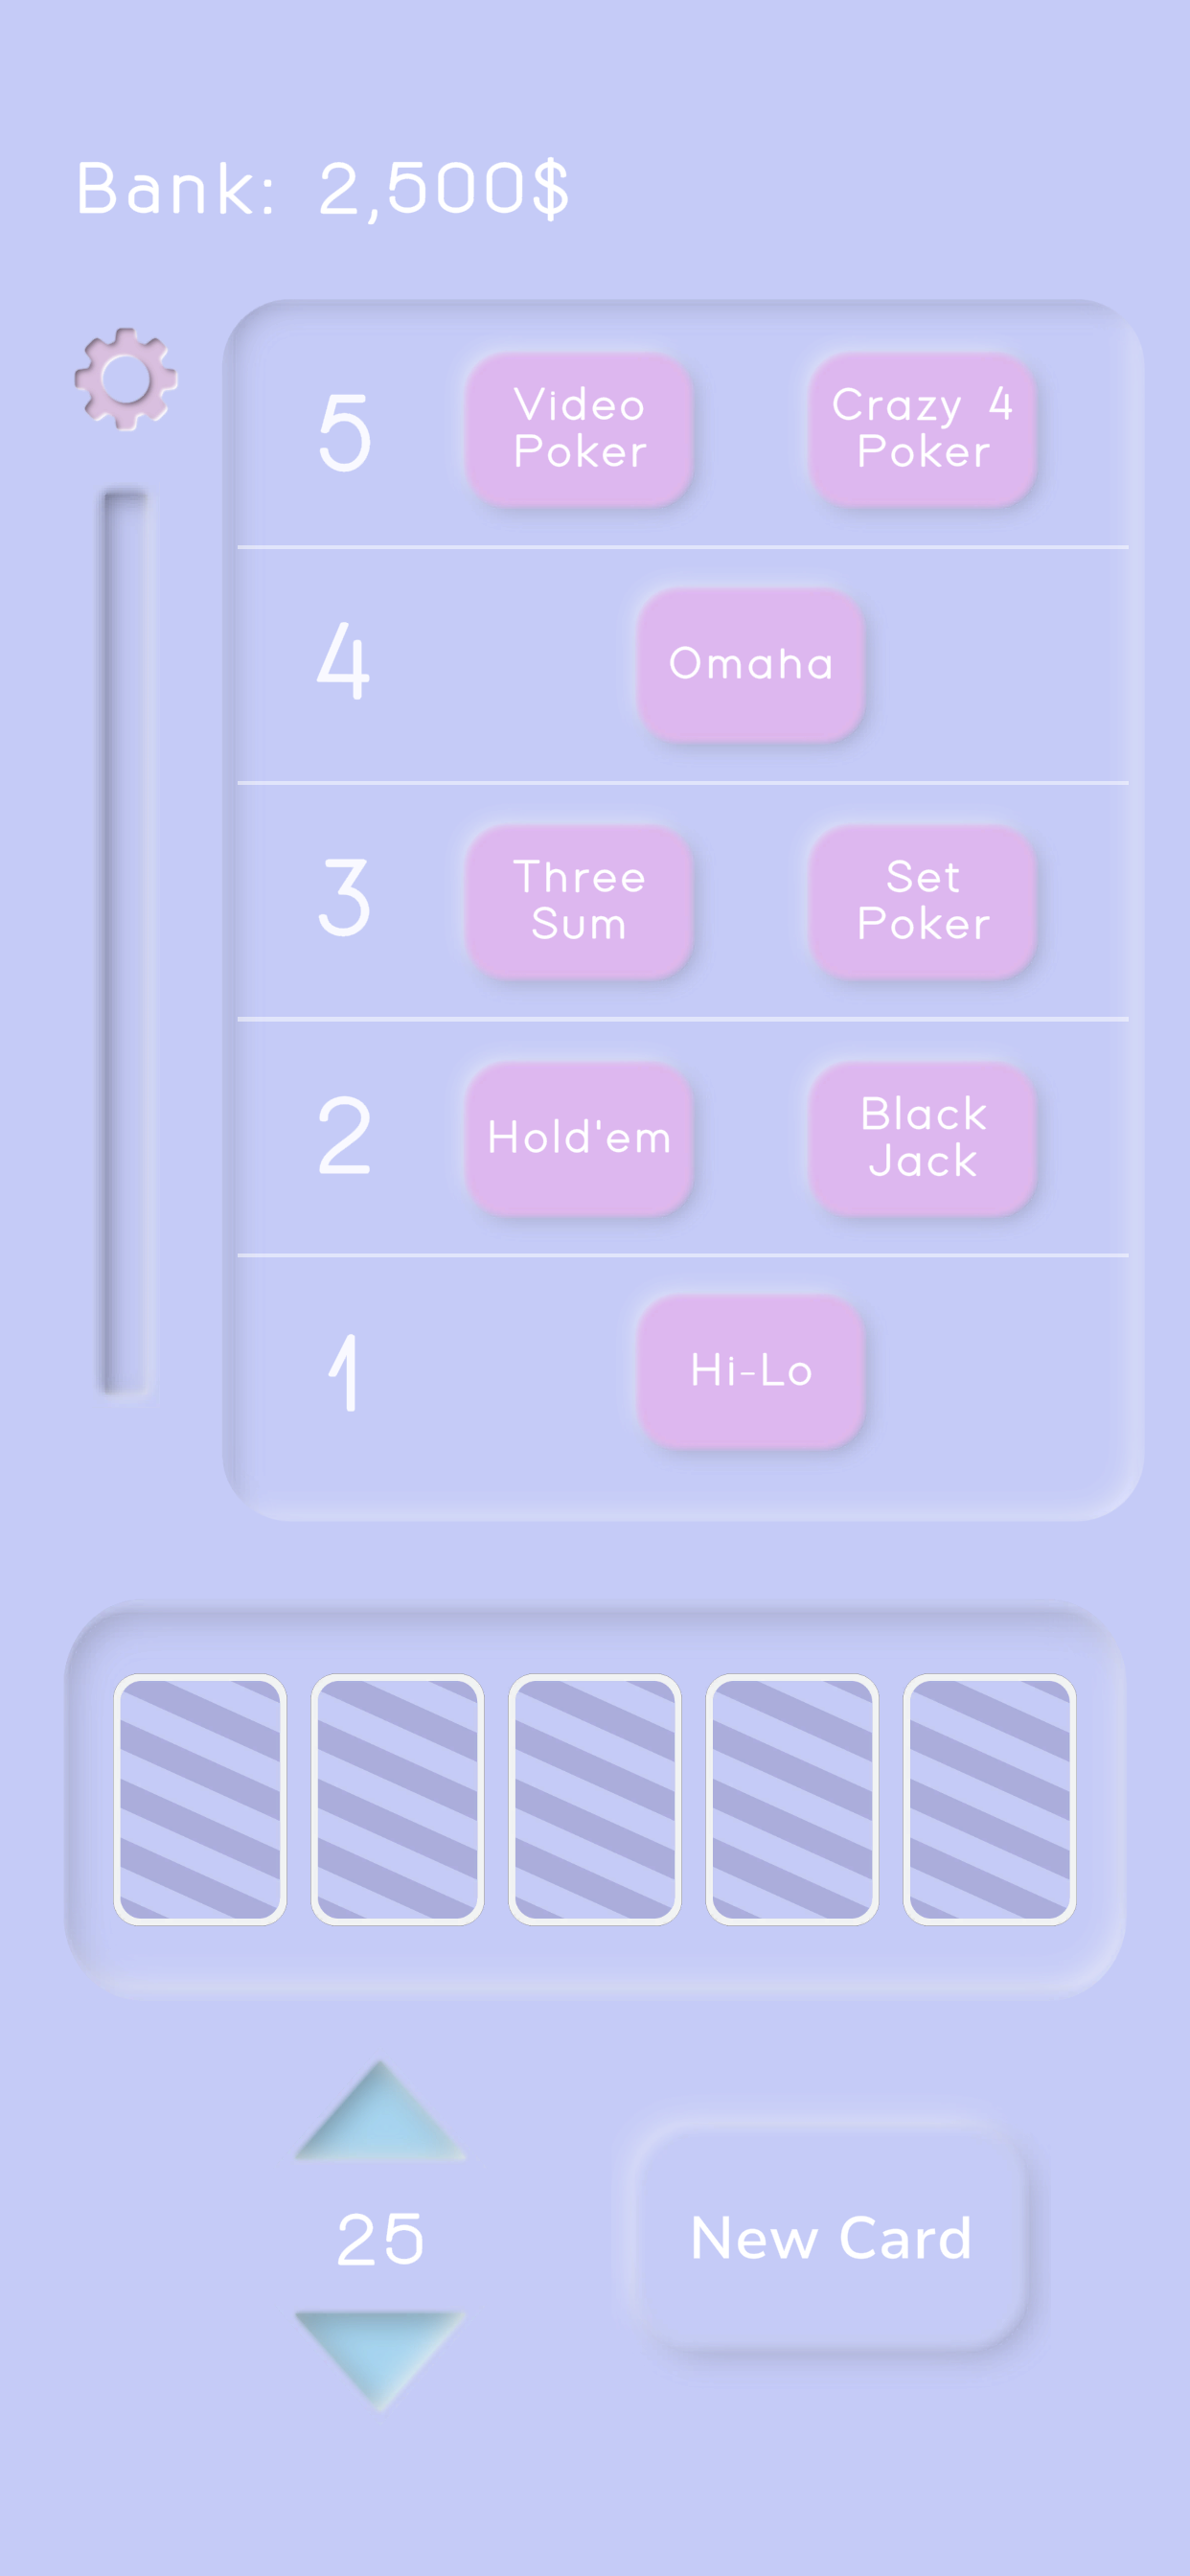 Bank: 2,500$
5
Video
Poker
Crazy 4
Poker
4
Omaha
3
Three
Sum
Set
Poker
2
Hold'em
Black
Jack
1
Hi-Lo
25
New Card